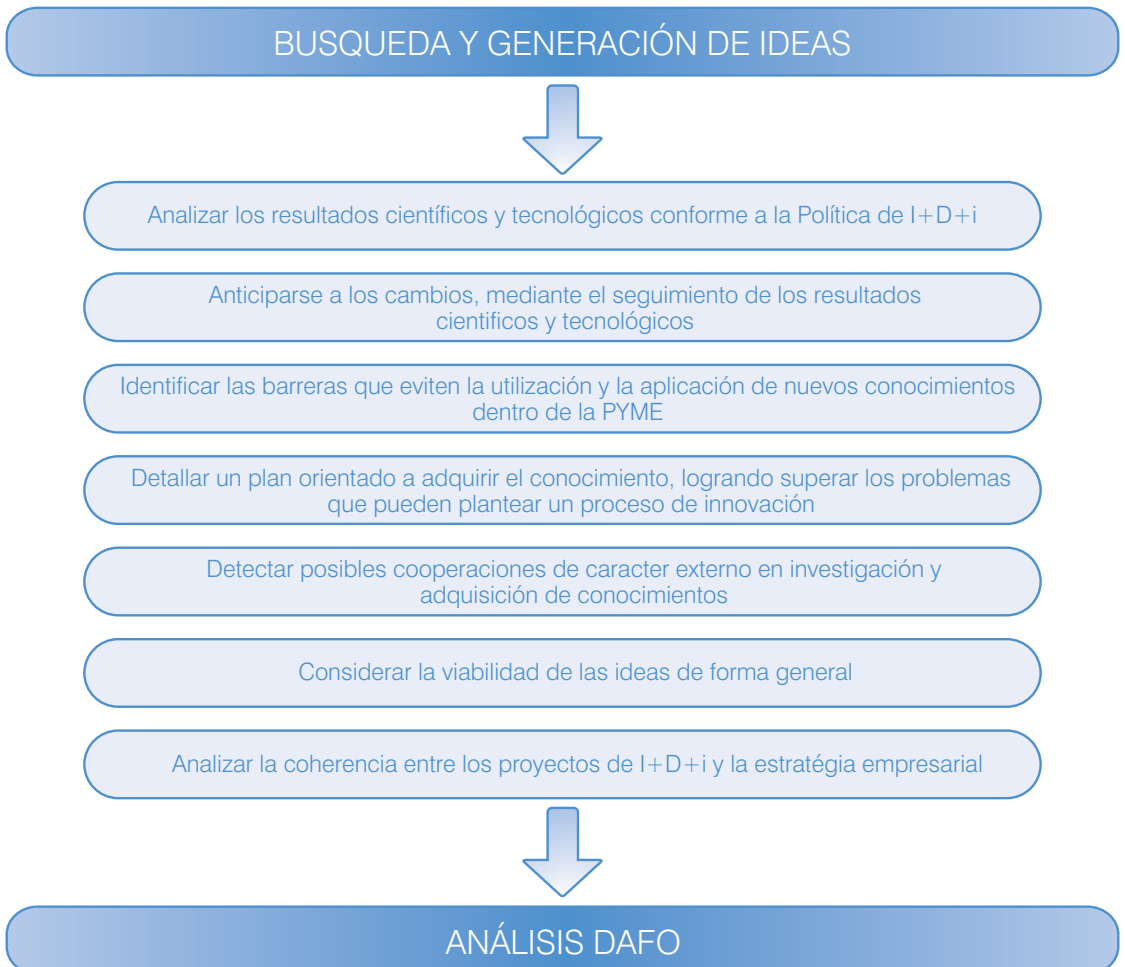 BUSQUEDA Y GENERACIÓN DE IDEAS
Analizar los resultados científicos y tecnológicos conforme a la Política de I+D+i
Anticiparse a los cambios, mediante el seguimiento de los resultados
cientificos y tecnológicos
Identificar las barreras que eviten la utilización y la aplicación de nuevos conocimientos
dentro de la PYME
Detallar un plan orientado a adquirir el conocimiento, logrando superar los problemas
que pueden plantear un proceso de innovación
Detectar posibles cooperaciones de caracter externo en investigación y
adquisición de conocimientos
Considerar la viabilidad de las ideas de forma general
Analizar la coherencia entre los proyectos de I+D+i y la estratégia empresarial
ANÁLISIS DAFO